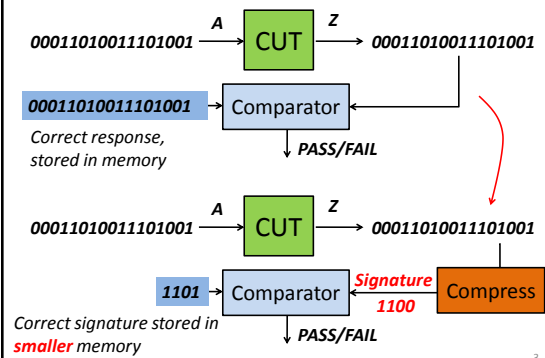 A
Z
00011010011101001
CUT
00011010011101001
00011010011101001
Comparator
Correct response,
stored in memory
PASS/FAIL
A
Z
00011010011101001
CUT
00011010011101001
1101
Comparator
Signature
1100
Compress
Correct signature stored in
smaller memory
PASS/FAIL
3